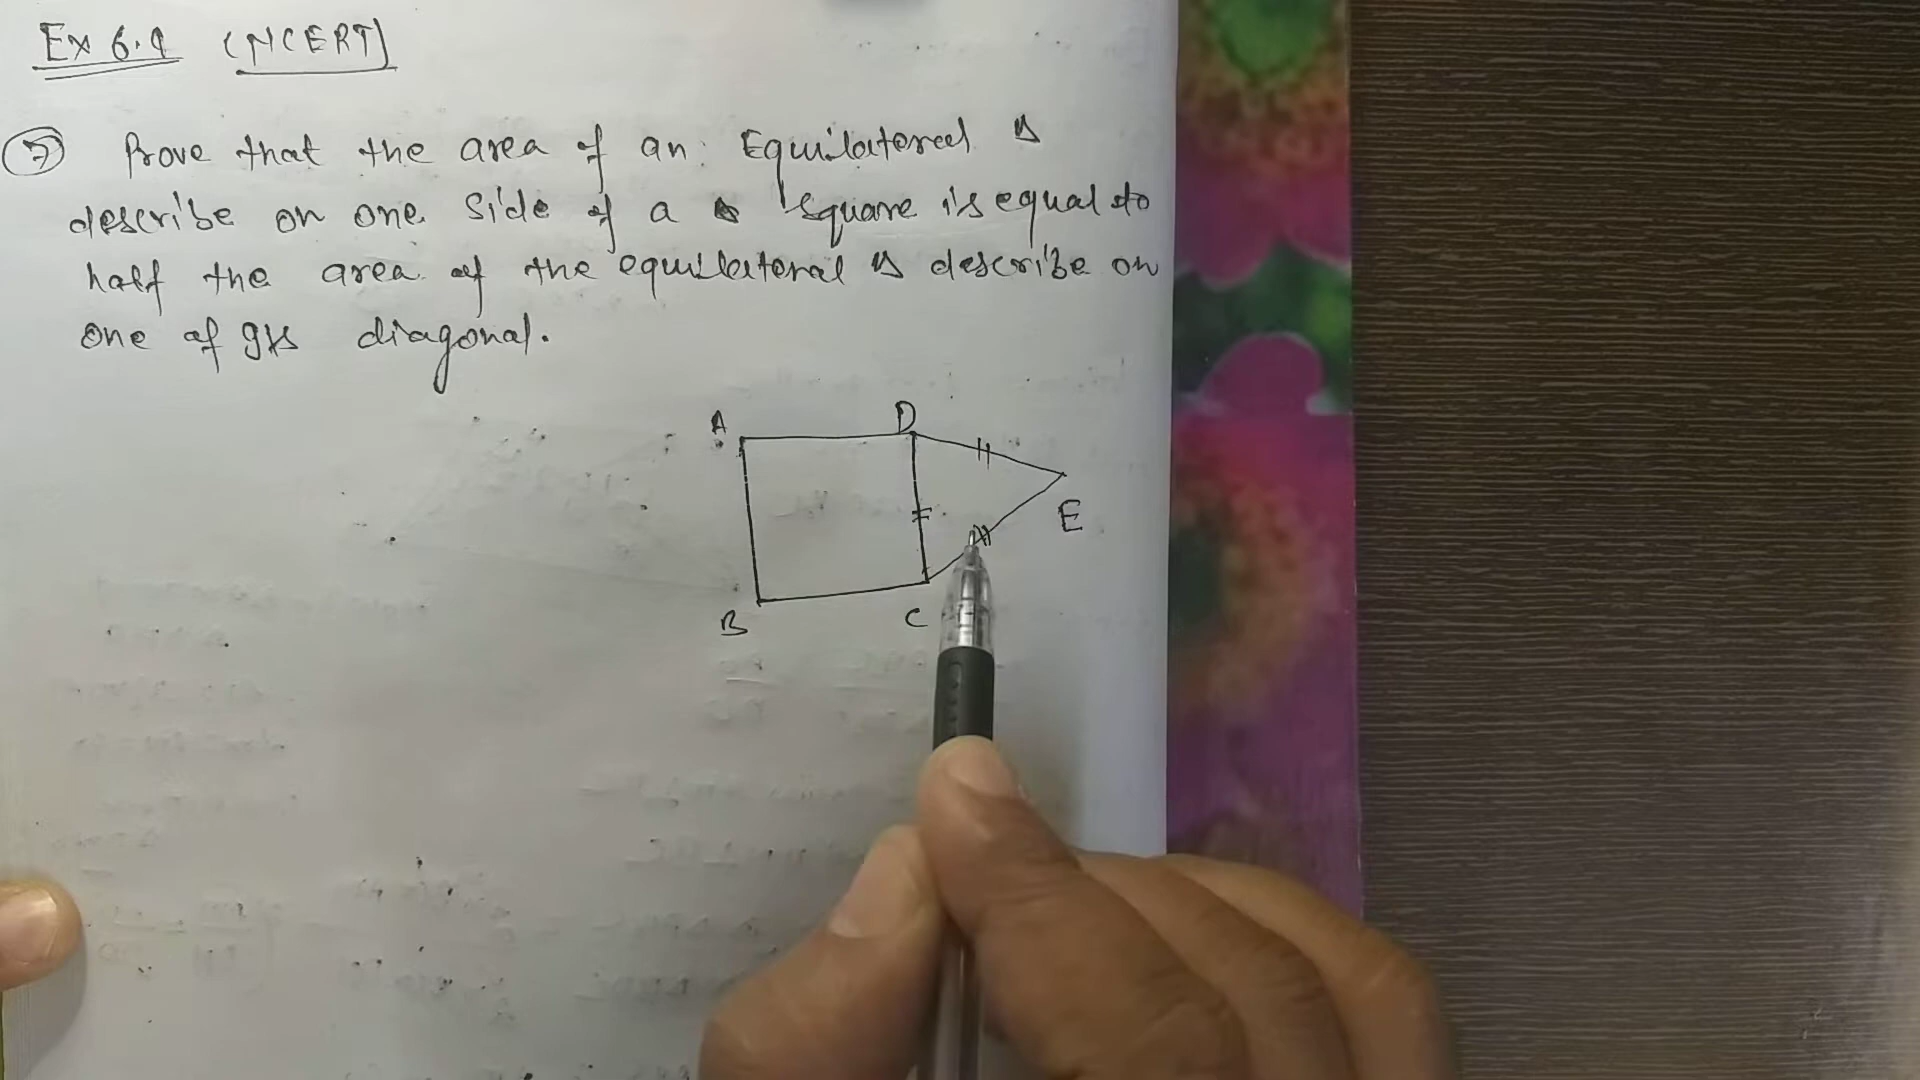 Ex 6.4 (NCERT)
7 Prove that the area of an Equilateral Δ
describe on one side of a square is equal to
half the area of the equilateral Δ describe on
one of its diagonal.
A D
E
B C